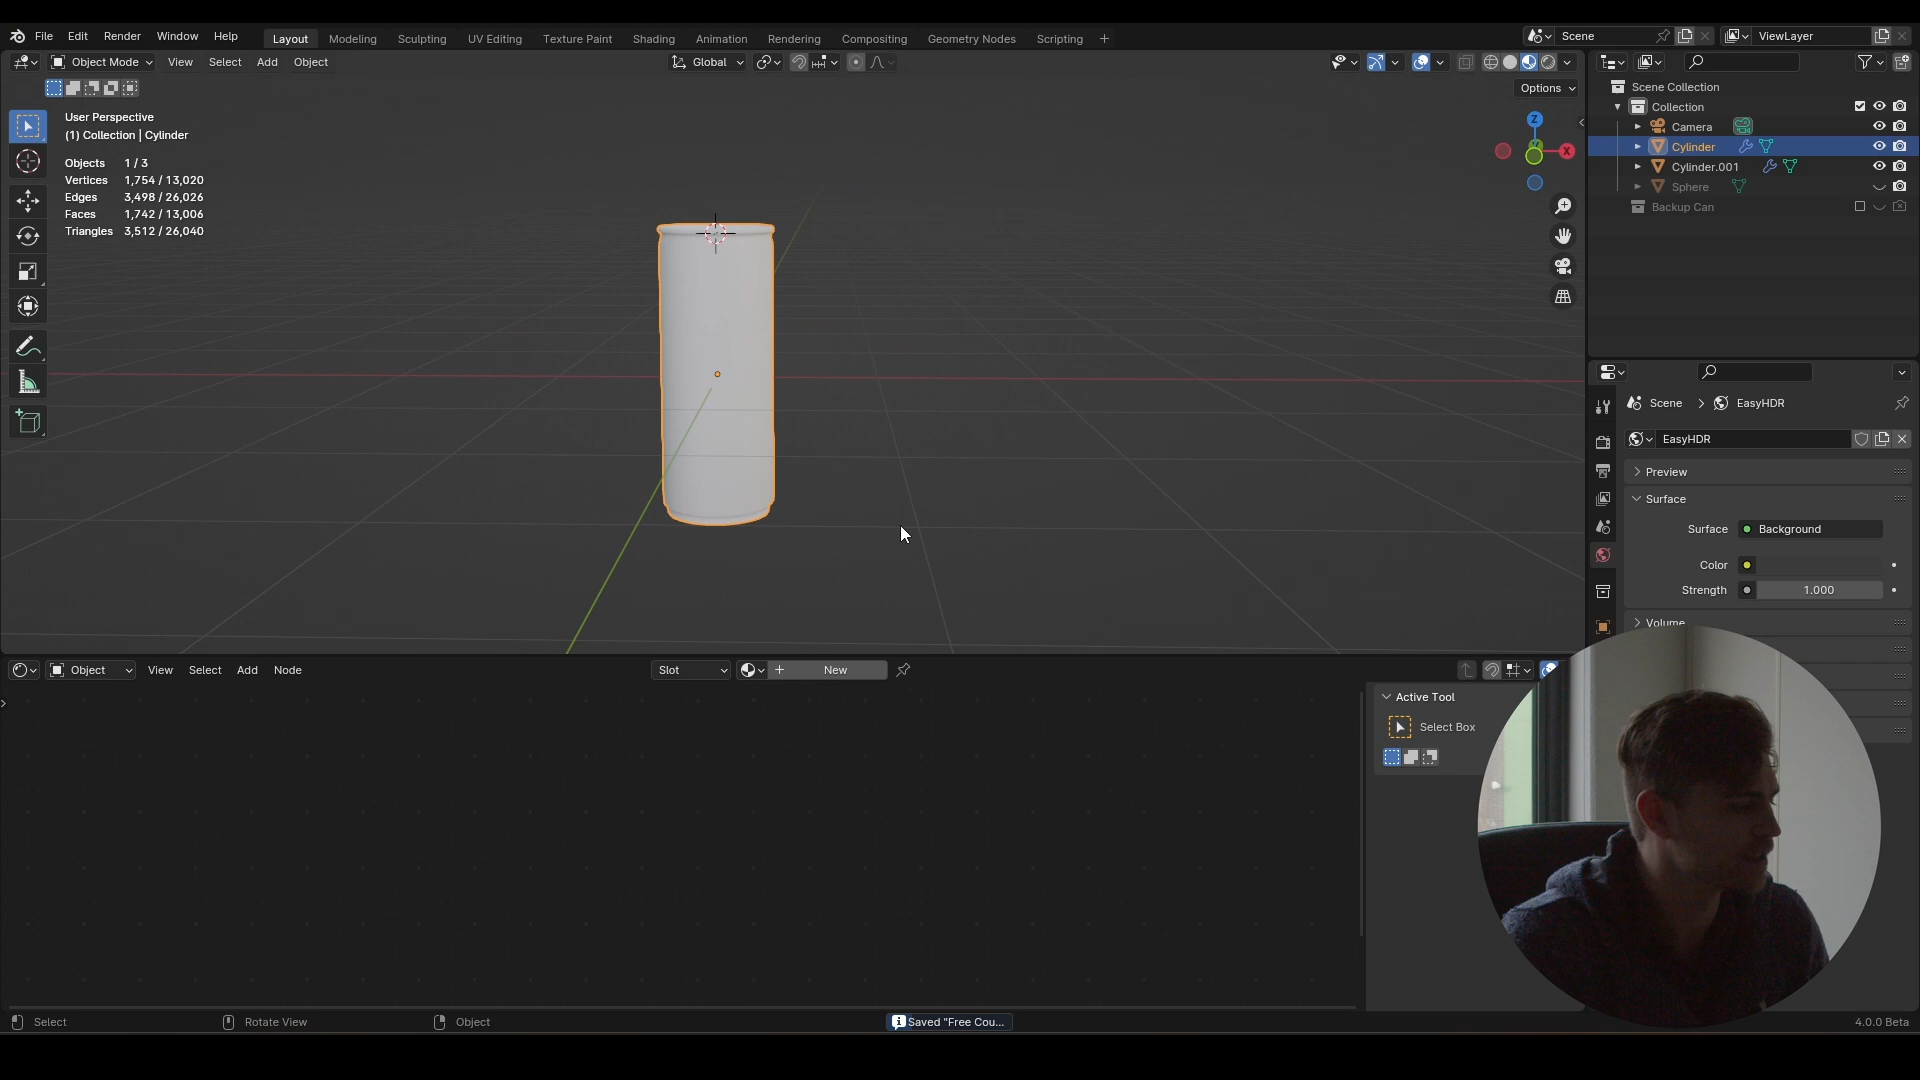 File Edit Render Window Help
Layout Modeling Sculpting UV Editing Texture Paint Shading Animation Rendering Compositing Geometry Nodes Scripting +
Scene ViewLayer
Object Mode View Select Add Object
Global
Options
User Perspective
(1) Collection | Cylinder
Objects 1 / 3
Vertices 1,754 / 13,020
Edges 3,498 / 26,026
Faces 1,742 / 13,006
Triangles 3,512 / 26,040
Z
X
Scene Collection
Collection
Camera
Cylinder
Cylinder.001
Sphere
Backup Can
Scene > EasyHDR
EasyHDR
Preview
Surface
Surface Background
Color
Strength 1.000
Volume
Object View Select Add Node
Slot
New
Active Tool
Select Box
Select Rotate View Object
Saved "Free Cou...
4.0.0 Beta